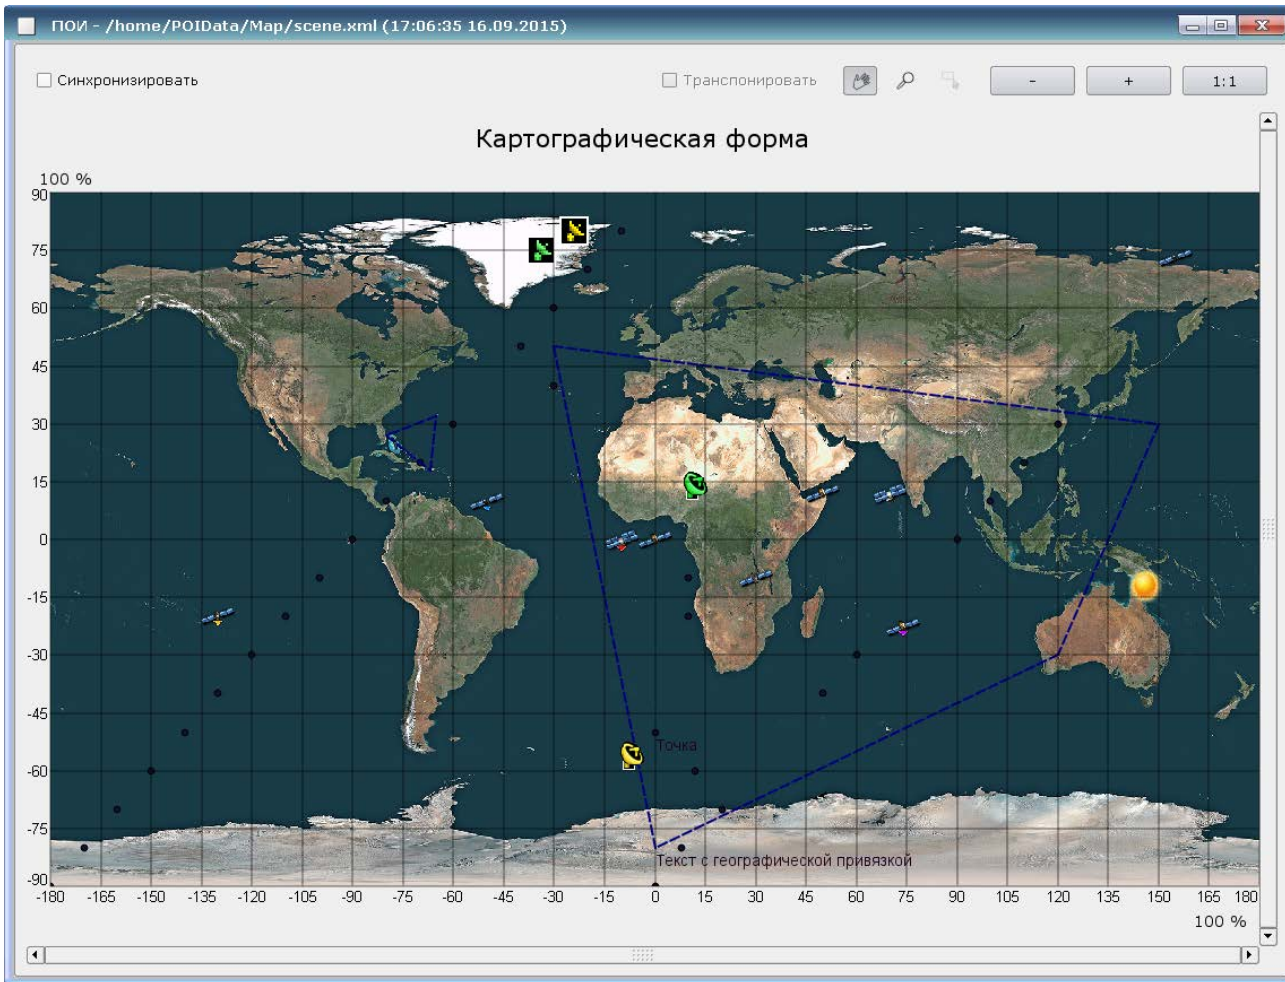 ПОИ - /home/POIData/Map/scene.xml (17:06:35 16.09.2015)
Синхронизировать
Транспонировать
-
+
1:1
Картографическая форма
100 %
90
75
60
45
30
15
0
-15
-30
-45
-60
-75
-90
Точка
Текст с географической привязкой
-180 -165 -150 -135 -120 -105 -90 -75 -60 -45 -30 -15 0 15 30 45 60 75 90 105 120 135 150 165 180
100 %